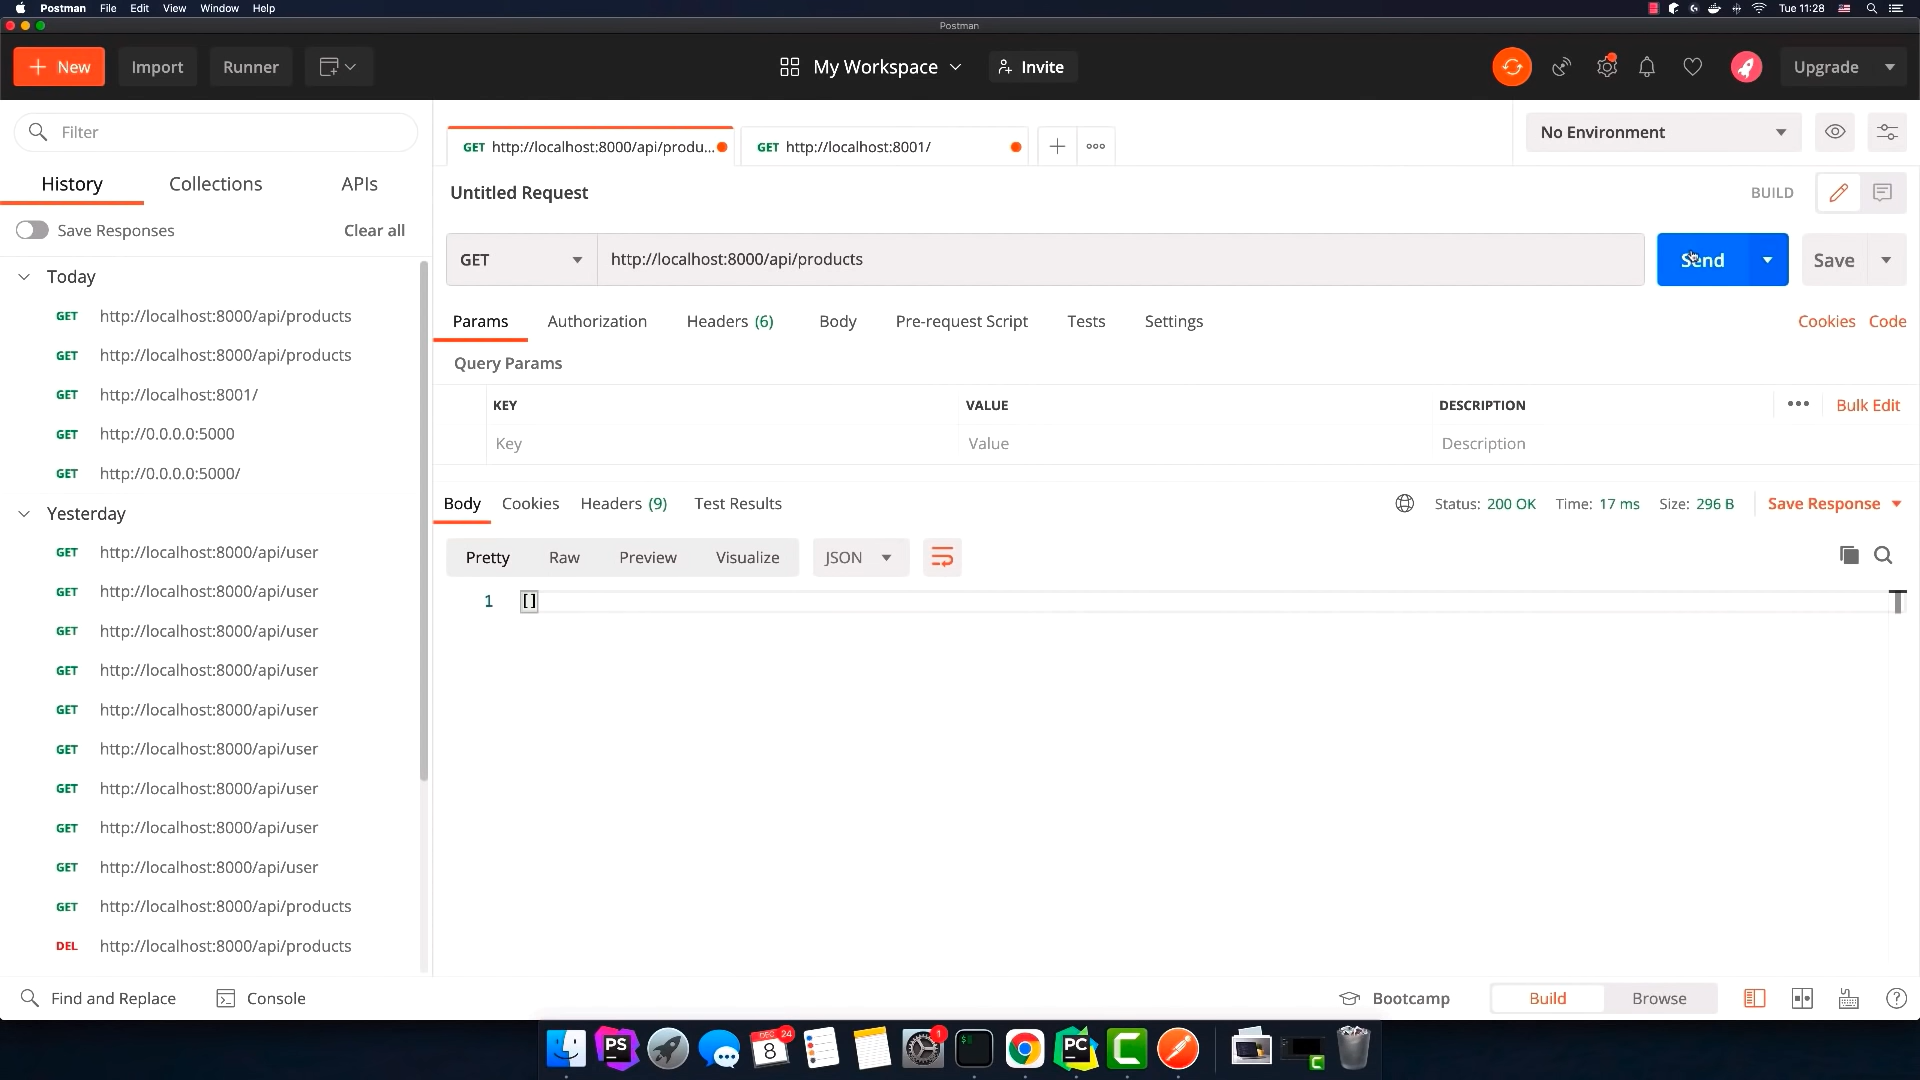 Postman File Edit View Window Help Tue 11:28
Postman
New Import Runner My Workspace Invite Upgrade
Filter
History Collections APIs
Save Responses Clear all
Today
GET http://localhost:8000/api/products
GET http://localhost:8000/api/products
GET http://localhost:8001/
GET http://0.0.0.0:5000
GET http://0.0.0.0:5000/
Yesterday
GET http://localhost:8000/api/user
GET http://localhost:8000/api/user
GET http://localhost:8000/api/user
GET http://localhost:8000/api/user
GET http://localhost:8000/api/user
GET http://localhost:8000/api/user
GET http://localhost:8000/api/user
GET http://localhost:8000/api/user
GET http://localhost:8000/api/user
GET http://localhost:8000/api/products
DEL http://localhost:8000/api/products
GET http://localhost:8000/api/produ... GET http://localhost:8001/ No Environment
Untitled Request BUILD
GET http://localhost:8000/api/products Send Save
Params Authorization Headers (6) Body Pre-request Script Tests Settings Cookies Code
Query Params
KEY VALUE DESCRIPTION Bulk Edit
Key Value Description
Body Cookies Headers (9) Test Results Status: 200 OK Time: 17 ms Size: 296 B Save Response
Pretty Raw Preview Visualize JSON
1 []
Find and Replace Console Bootcamp Build Browse
PS DEC 8 24 1 PC C